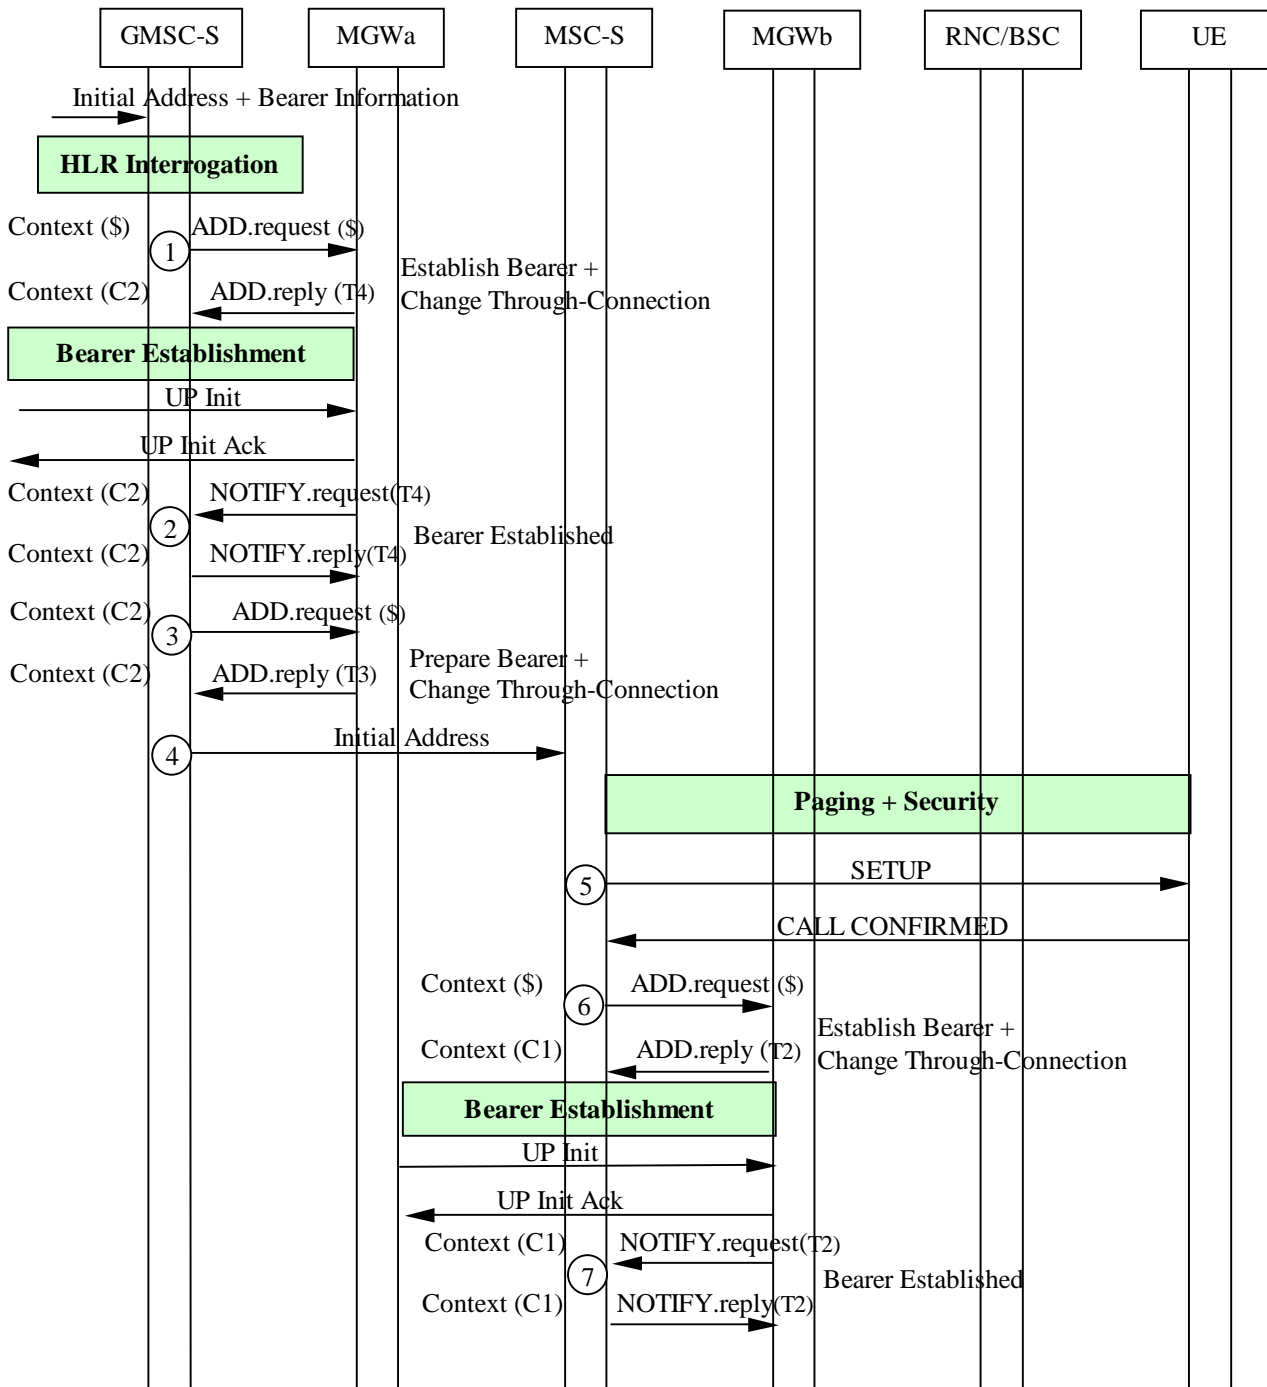 GMSC-S MGWa MSC-S MGWb RNC/BSC UE
Initial Address + Bearer Information
HLR Interrogation
Context ($) ADD.request ($)
1
Establish Bearer +
Context (C2) ADD.reply (T4)
Change Through-Connection
Bearer Establishment
UP Init
UP Init Ack
Context (C2) NOTIFY.request(T4)
2
Bearer Established
Context (C2) NOTIFY.reply(T4)
Context (C2) ADD.request ($)
3
Prepare Bearer +
Context (C2) ADD.reply (T3)
Change Through-Connection
Initial Address
4
Paging + Security
SETUP
5
CALL CONFIRMED
Context ($) ADD.request ($)
6
Establish Bearer +
Context (C1) ADD.reply (T2)
Change Through-Connection
Bearer Establishment
UP Init
UP Init Ack
Context (C1) NOTIFY.request(T2)
7
Bearer Established
Context (C1) NOTIFY.reply(T2)